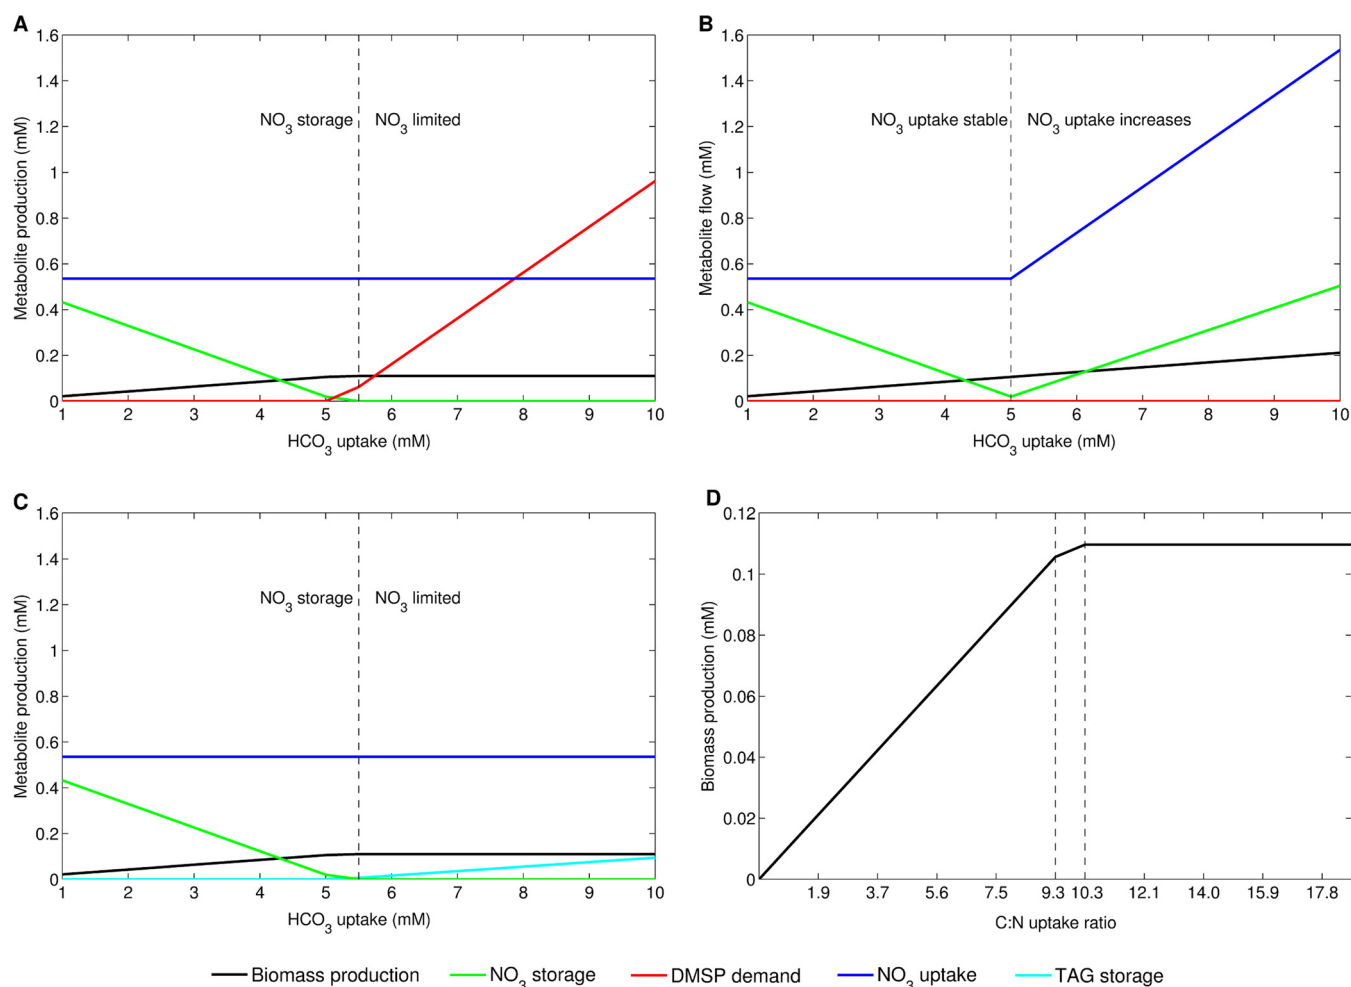 A
1.6
1.4
1.2
1
0.8
0.6
0.4
0.2
0
Metabolite production (mM)
NO3 storage
NO3 limited
1 2 3 4 5 6 7 8 9 10
HCO3 uptake (mM)
B
1.6
1.4
1.2
1
0.8
0.6
0.4
0.2
0
Metabolite flow (mM)
NO3 uptake stable
NO3 uptake increases
1 2 3 4 5 6 7 8 9 10
HCO3 uptake (mM)
C
1.6
1.4
1.2
1
0.8
0.6
0.4
0.2
0
Metabolite production (mM)
NO3 storage
NO3 limited
1 2 3 4 5 6 7 8 9 10
HCO3 uptake (mM)
D
0.12
0.1
0.08
0.06
0.04
0.02
0
Biomass production (mM)
1.9 3.7 5.6 7.5 9.3 10.3 12.1 14.0 15.9 17.8
C:N uptake ratio
Biomass production
NO3 storage
DMSP demand
NO3 uptake
TAG storage